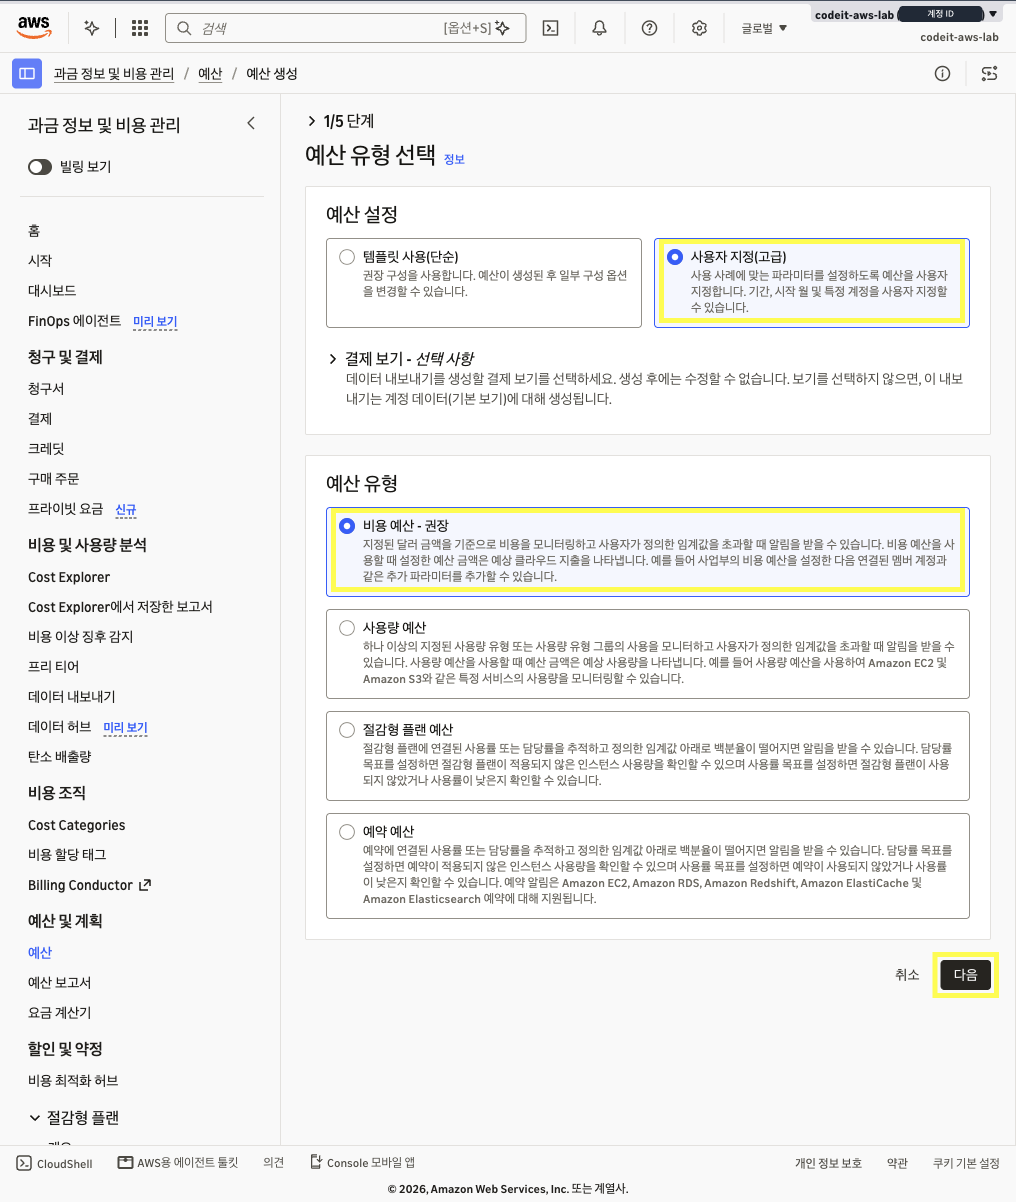 aws
검색
[옵션+S]
글로벌
codeit-aws-lab
계정 ID
codeit-aws-lab
과금 정보 및 비용 관리 / 예산 / 예산 생성
과금 정보 및 비용 관리
빌링 보기
홈
시작
대시보드
FinOps 에이전트 미리 보기
청구 및 결제
청구서
결제
크레딧
구매 주문
프라이빗 요금 신규
비용 및 사용량 분석
Cost Explorer
Cost Explorer에서 저장한 보고서
비용 이상 징후 감지
프리 티어
데이터 내보내기
데이터 허브 미리 보기
탄소 배출량
비용 조직
Cost Categories
비용 할당 태그
Billing Conductor
예산 및 계획
예산
예산 보고서
요금 계산기
할인 및 약정
비용 최적화 허브
절감형 플랜
1/5 단계
예산 유형 선택 정보
예산 설정
템플릿 사용(단순)
권장 구성을 사용합니다. 예산이 생성된 후 일부 구성 옵션
을 변경할 수 있습니다.
사용자 지정(고급)
사용 사례에 맞는 파라미터를 설정하도록 예산을 사용자
지정합니다. 기간, 시작 월 및 특정 계정을 사용자 지정할
수 있습니다.
결제 보기 - 선택 사항
데이터 내보내기를 생성할 결제 보기를 선택하세요. 생성 후에는 수정할 수 없습니다. 보기를 선택하지 않으면, 이 내보
내기는 계정 데이터(기본 보기)에 대해 생성됩니다.
예산 유형
비용 예산 - 권장
지정된 달러 금액을 기준으로 비용을 모니터링하고 사용자가 정의한 임계값을 초과할 때 알림을 받을 수 있습니다. 비용 예산을 사
용할 때 설정한 예산 금액은 예상 클라우드 지출을 나타냅니다. 예를 들어 사업부의 비용 예산을 설정한 다음 연결된 멤버 계정과
같은 추가 파라미터를 추가할 수 있습니다.
사용량 예산
하나 이상의 지정된 사용량 유형 또는 사용량 유형 그룹의 사용을 모니터하고 사용자가 정의한 임계값을 초과할 때 알림을 받을 수
있습니다. 사용량 예산을 사용할 때 예산 금액은 예상 사용량을 나타냅니다. 예를 들어 사용량 예산을 사용하여 Amazon EC2 및
Amazon S3와 같은 특정 서비스의 사용량을 모니터링할 수 있습니다.
절감형 플랜 예산
절감형 플랜에 연결된 사용률 또는 담당률을 추적하고 정의한 임계값 아래로 백분율이 떨어지면 알림을 받을 수 있습니다. 담당률
목표를 설정하면 절감형 플랜이 적용되지 않은 인스턴스 사용량을 확인할 수 있으며 사용률 목표를 설정하면 절감형 플랜이 사용
되지 않았거나 사용률이 낮은지 확인할 수 있습니다.
예약 예산
예약에 연결된 사용률 또는 담당률을 추적하고 정의한 임계값 아래로 백분율이 떨어지면 알림을 받을 수 있습니다. 담당률 목표를
설정하면 예약이 적용되지 않은 인스턴스 사용량을 확인할 수 있으며 사용률 목표를 설정하면 예약이 사용되지 않았거나 사용률
이 낮은지 확인할 수 있습니다. 예약 알림은 Amazon EC2, Amazon RDS, Amazon Redshift, Amazon ElastiCache 및
Amazon Elasticsearch 예약에 대해 지원됩니다.
취소 다음
CloudShell AWS용 에이전트 툴킷 의견 Console 모바일 앱 개인 정보 보호 약관 쿠키 기본 설정
© 2026, Amazon Web Services, Inc. 또는 계열사.